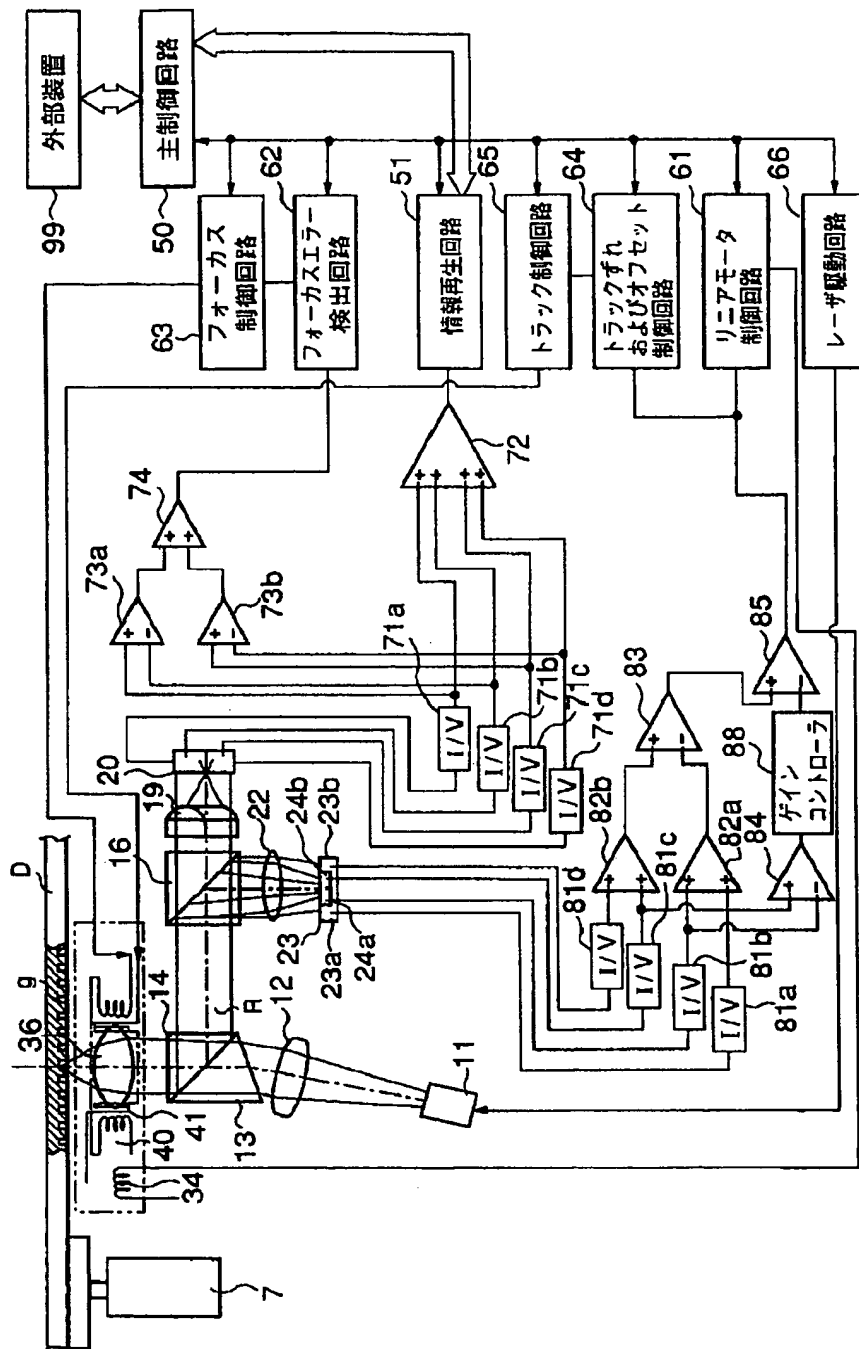 外部装置
99
主制御回路
50
フォーカス
制御回路
63
フォーカスエラー
検出回路
62
情報再生回路
51
トラック制御回路
65
トラックずれ
およびオフセット
制御回路
64
リニアモータ
制御回路
61
レーザ駆動回路
66
74
73a
73b
72
71a
I/V
71b
I/V
71c
I/V
71d
I/V
20
19
16
22
24b
23b
23
23a
24a
D
9
36
14
R
12
13
11
41
40
34
7
83
85
82b
82a
88
ゲイン
コントローラ
84
81d
I/V
81c
I/V
81b
I/V
81a
I/V
+
+
+
-
+
-
+
+
+
+
+
+
+
+
+
-
+
-
+
-